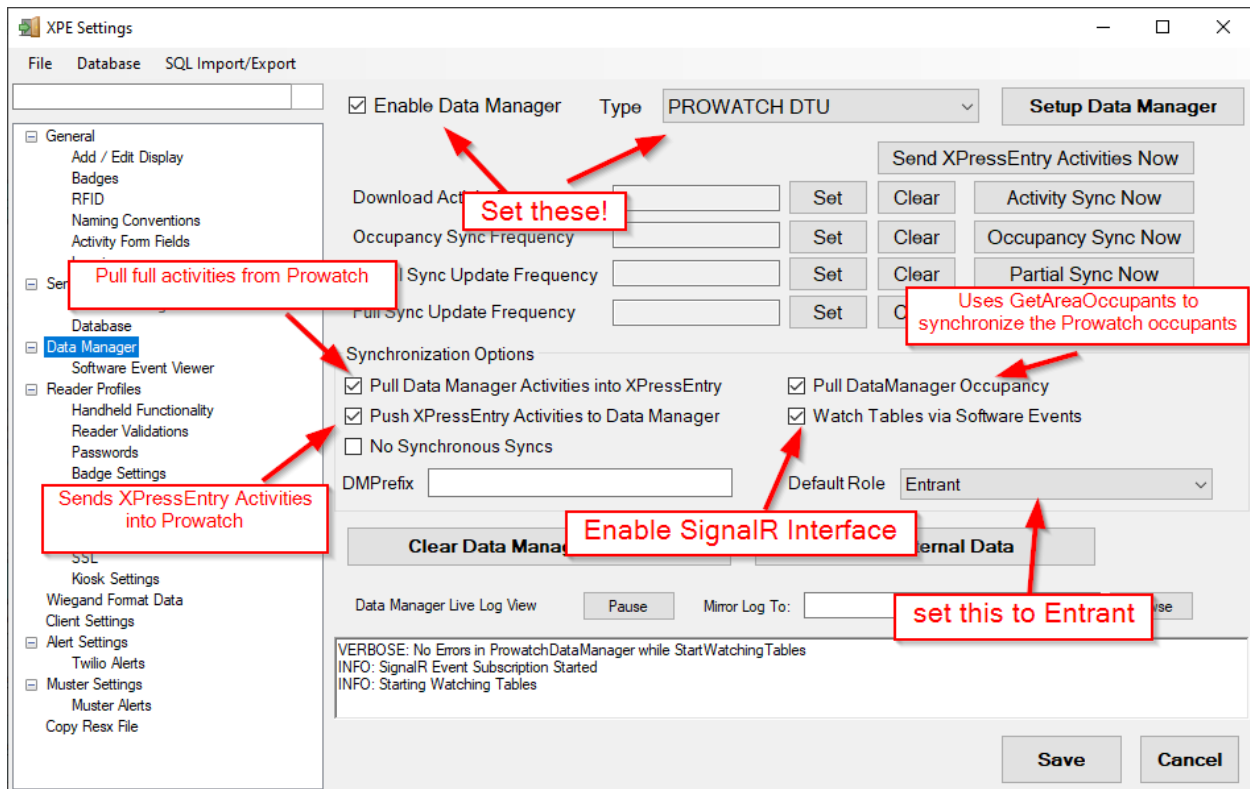 XPE Settings
File Database SQL Import/Export
Enable Data Manager Type PROWATCH DTU Setup Data Manager
Send XPressEntry Activities Now
Download Set Clear Activity Sync Now
Set these!
Occupancy Sync Frequency Set Clear Occupancy Sync Now
Sync Update Frequency Set Clear Partial Sync Now
Full Sync Update Frequency Set
Pull full activities from Prowatch
Uses GetAreaOccupants to
synchronize the Prowatch occupants
General
Add / Edit Display
Badges
RFID
Naming Conventions
Activity Form Fields
Database
Data Manager
Software Event Viewer
Reader Profiles
Handheld Functionality
Reader Validations
Passwords
Badge Settings
SSL
Kiosk Settings
Wiegand Format Data
Client Settings
Alert Settings
Twilio Alerts
Muster Settings
Muster Alerts
Copy Resx File
Synchronization Options
Pull Data Manager Activities into XPressEntry Pull DataManager Occupancy
Push XPressEntry Activities to Data Manager Watch Tables via Software Events
No Synchronous Syncs
DMPrefix Default Role Entrant
Sends XPressEntry Activities
into Prowatch
Enable SignalR Interface
Clear Data Data
set this to Entrant
Data Manager Live Log View Pause Mirror Log To:
VERBOSE: No Errors in ProwatchDataManager while StartWatchingTables
INFO: SignalR Event Subscription Started
INFO: Starting Watching Tables
Save Cancel